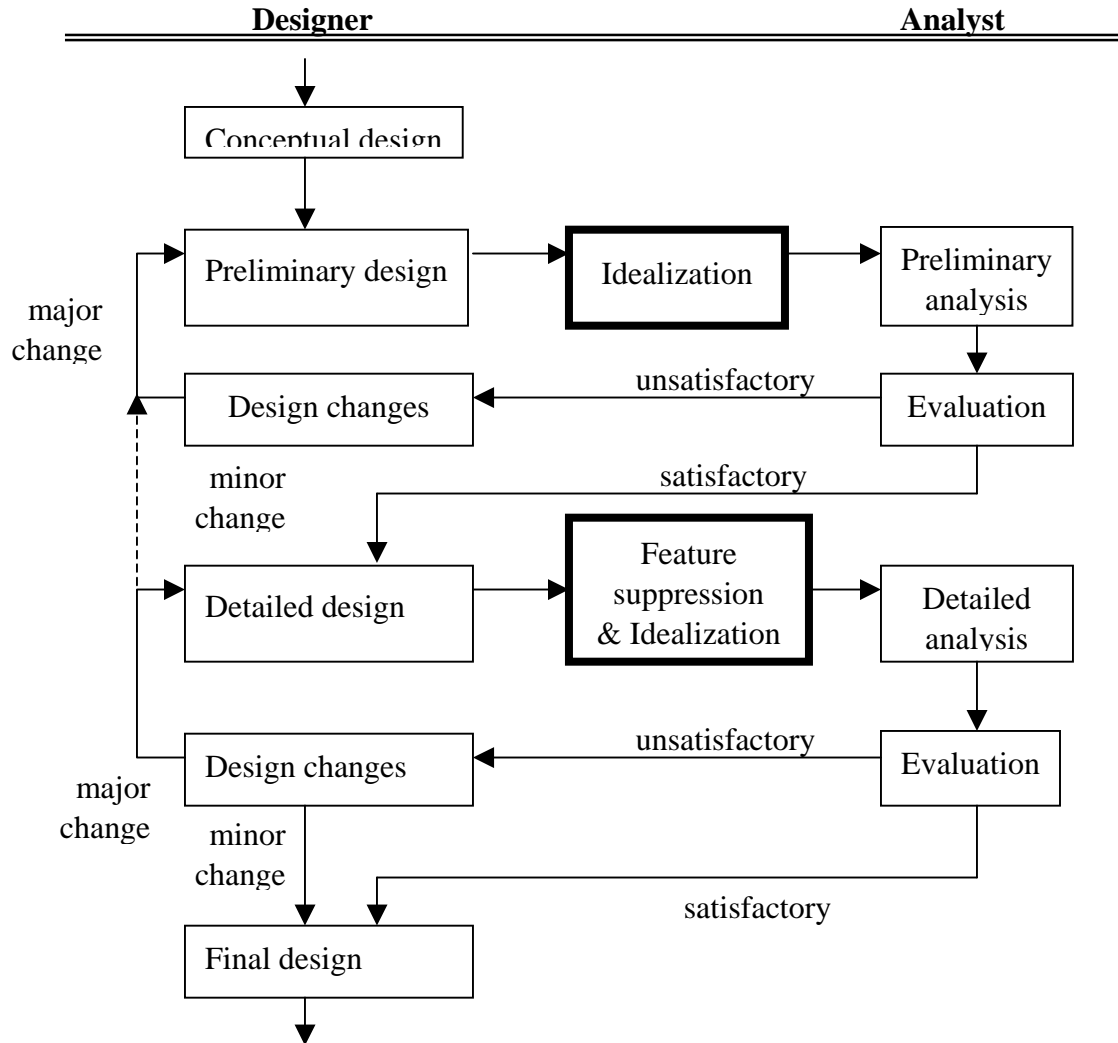 Designer Analyst
Conceptual design
Preliminary design
Idealization
Preliminary
analysis
major
change
Design changes
unsatisfactory
Evaluation
minor
change
satisfactory
Detailed design
Feature
suppression
& Idealization
Detailed
analysis
Design changes
unsatisfactory
Evaluation
major
change
minor
change
satisfactory
Final design